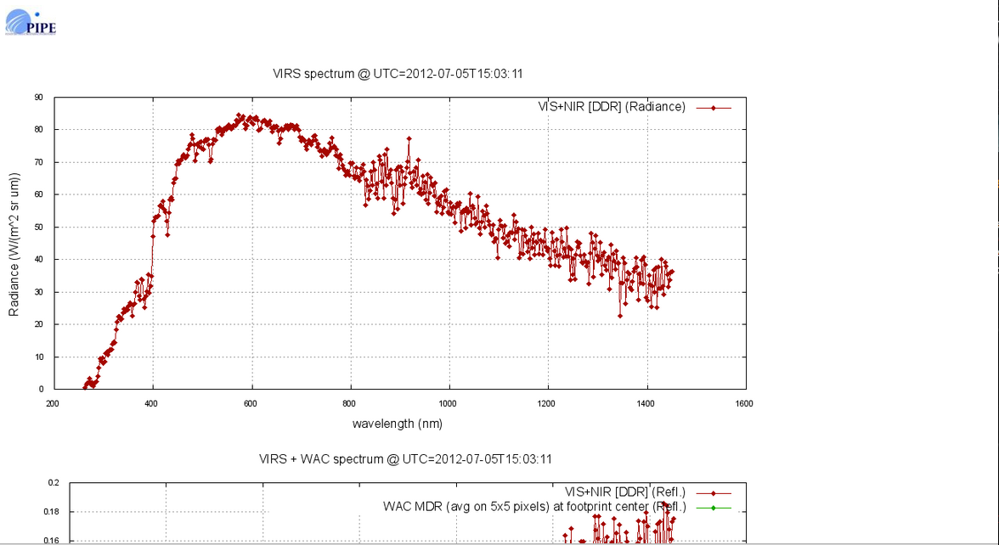 PIPE
VIRS spectrum @ UTC=2012-07-05T15:03:11
VIS+NIR [DDR] (Radiance)
90
80
70
60
50
40
30
20
10
0
Radiance (W/(m^2 sr um))
200 400 600 800 1000 1200 1400 1600
wavelength (nm)
VIRS + WAC spectrum @ UTC=2012-07-05T15:03:11
VIS+NIR [DDR] (Refl.)
WAC MDR (avg on 5x5 pixels) at footprint center (Refl.)
0.2
0.18
0.16